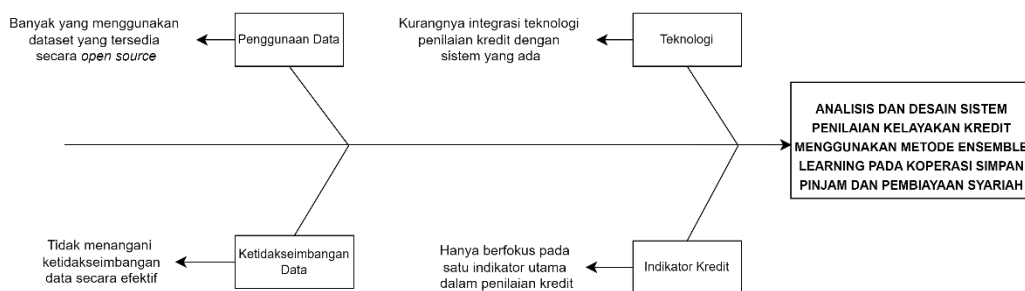 Banyak yang menggunakan
dataset yang tersedia
secara open source
Penggunaan Data
Kurangnya integrasi teknologi
penilaian kredit dengan
sistem yang ada
Teknologi
ANALISIS DAN DESAIN SISTEM
PENILAIAN KELAYAKAN KREDIT
MENGGUNAKAN METODE ENSEMBLE
LEARNING PADA KOPERASI SIMPAN
PINJAM DAN PEMBIAYAAN SYARIAH
Tidak menangani
ketidakseimbangan
data secara efektif
Ketidakseimbangan
Data
Hanya berfokus pada
satu indikator utama
dalam penilaian kredit
Indikator Kredit